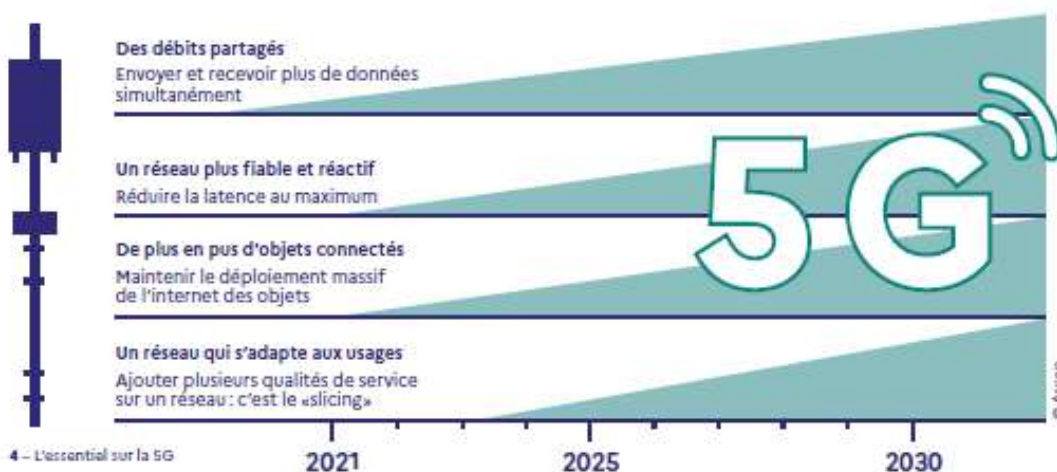 Des débits partagés
Envoyer et recevoir plus de données
simultanément
Un réseau plus fiable et réactif
Réduire la latence au maximum
De plus en pus d'objets connectés
Maintenir le déploiement massif
de l'internet des objets
Un réseau qui s'adapte aux usages
Ajouter plusieurs qualités de service
sur un réseau : c'est le «slicing»
5G
4 – L'essentiel sur la 5G
2021
2025
2030